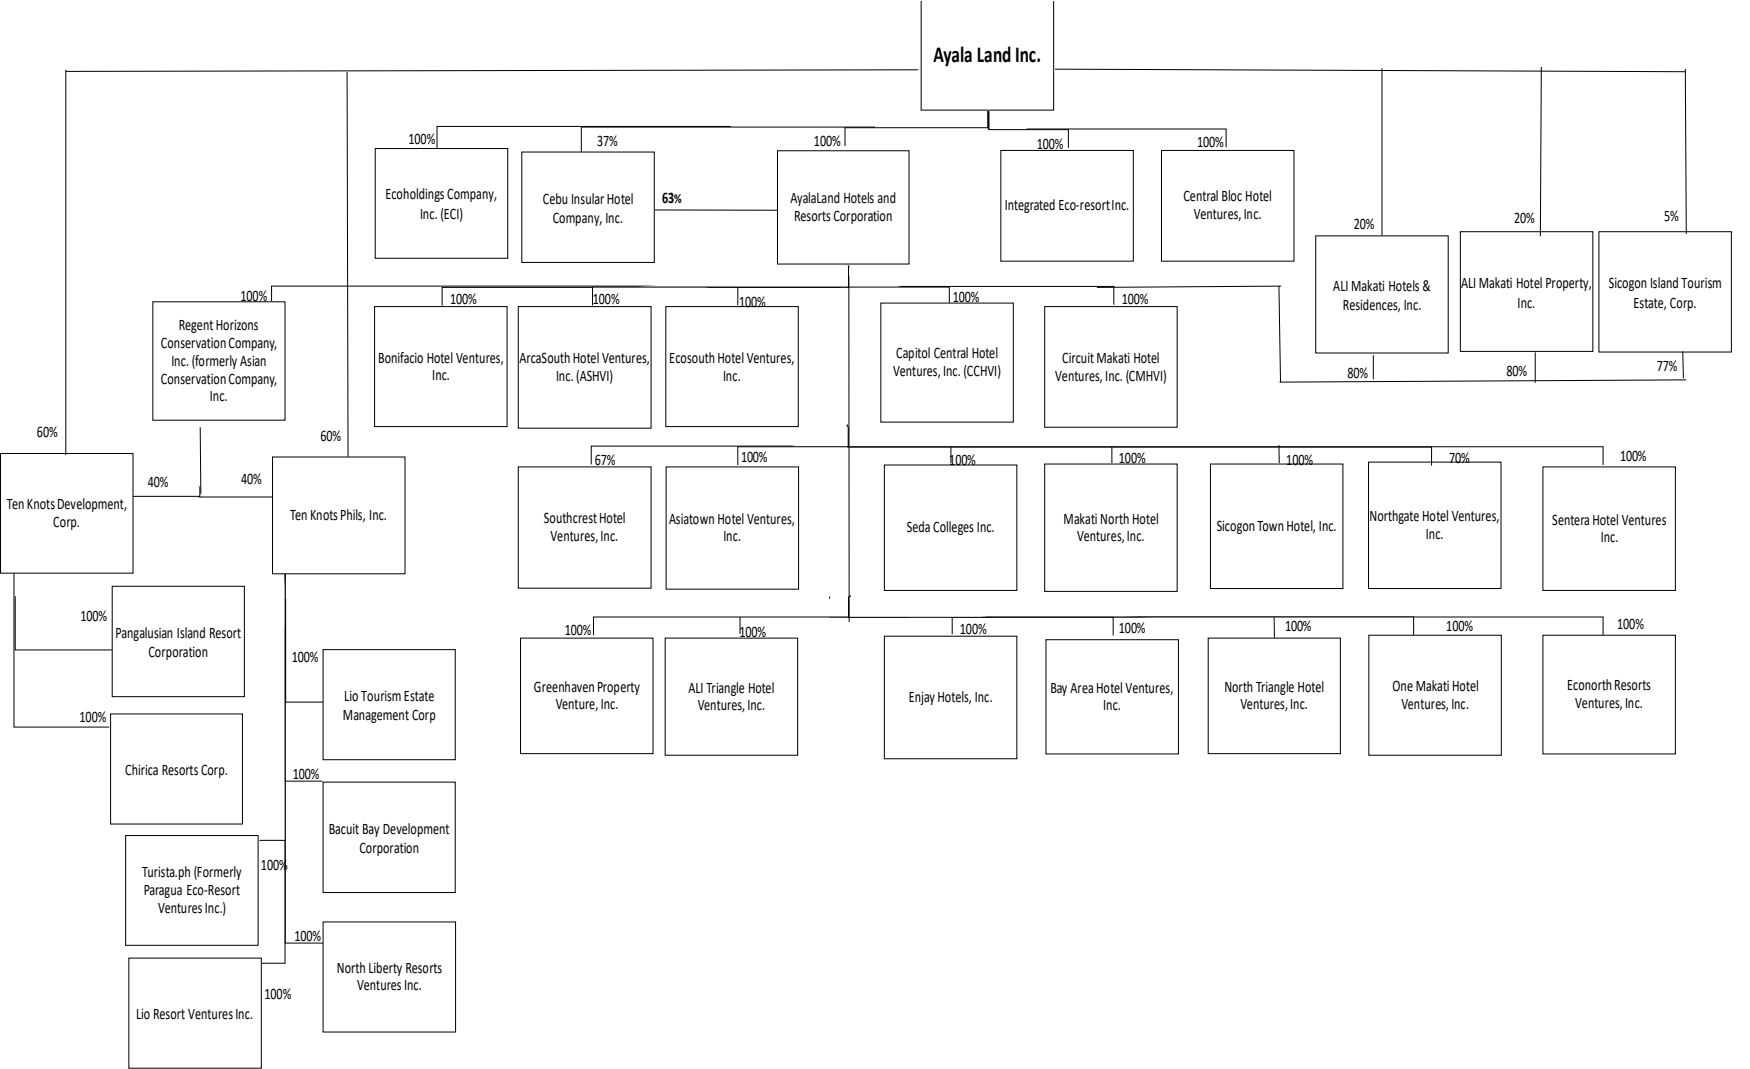 Ayala Land Inc.
100%
37%
100%
100%
100%
Ecoholdings Company,
Inc. (ECI)
Cebu Insular Hotel
Company, Inc.
63%
AyalaLand Hotels and
Resorts Corporation
Integrated Eco-resort Inc.
Central Bloc Hotel
Ventures, Inc.
20%
20%
5%
ALI Makati Hotels &
Residences, Inc.
ALI Makati Hotel Property,
Inc.
Sicogon Island Tourism
Estate, Corp.
80%
80%
77%
100%
100%
100%
100%
100%
100%
Regent Horizons
Conservation Company,
Inc. (formerly Asian
Conservation Company,
Inc.
Bonifacio Hotel Ventures,
Inc.
ArcaSouth Hotel Ventures,
Inc. (ASHVI)
Ecosouth Hotel Ventures,
Inc.
Capitol Central Hotel
Ventures, Inc. (CCHVI)
Circuit Makati Hotel
Ventures, Inc. (CMHVI)
60%
60%
40%
40%
Ten Knots Development,
Corp.
Ten Knots Phils, Inc.
67%
100%
100%
100%
100%
70%
100%
Southcrest Hotel
Ventures, Inc.
Asiatown Hotel Ventures,
Inc.
Seda Colleges Inc.
Makati North Hotel
Ventures, Inc.
Sicogon Town Hotel, Inc.
Northgate Hotel Ventures,
Inc.
Sentera Hotel Ventures
Inc.
100%
100%
100%
100%
100%
100%
100%
Greenhaven Property
Venture, Inc.
ALI Triangle Hotel
Ventures, Inc.
Enjay Hotels, Inc.
Bay Area Hotel Ventures,
Inc.
North Triangle Hotel
Ventures, Inc.
One Makati Hotel
Ventures, Inc.
Econorth Resorts
Ventures, Inc.
100%
Pangalusian Island Resort
Corporation
100%
Chirica Resorts Corp.
100%
Lio Tourism Estate
Management Corp
100%
Bacuit Bay Development
Corporation
100%
Turista.ph (Formerly
Paragua Eco-Resort
Ventures Inc.)
100%
North Liberty Resorts
Ventures Inc.
100%
Lio Resort Ventures Inc.